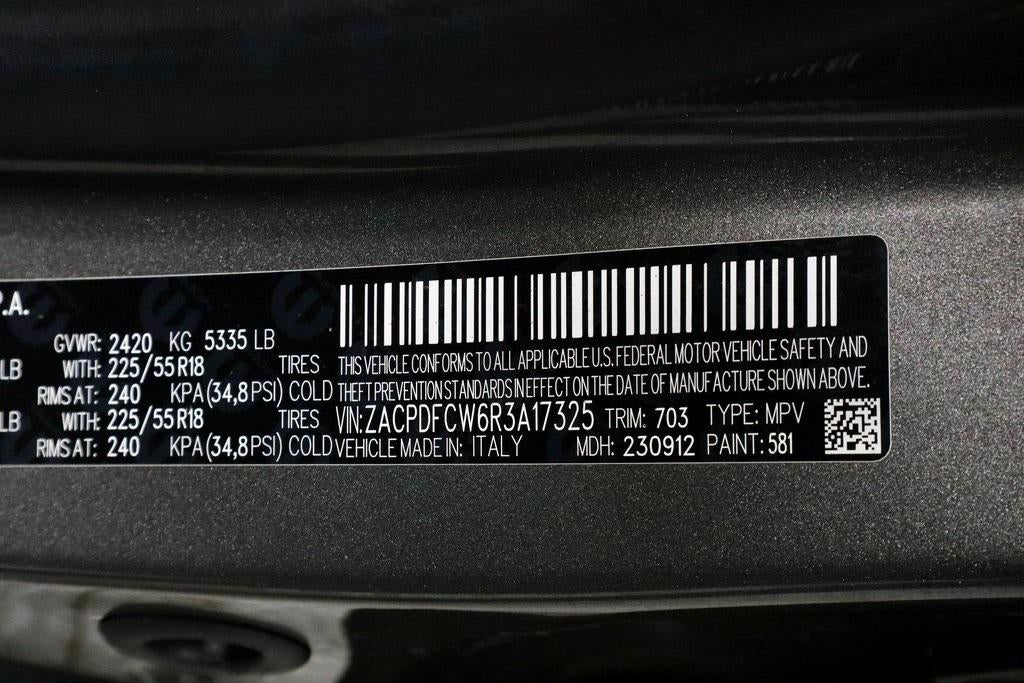 P.A.
GVWR: 2420 KG 5335 LB
LB WITH: 225/55R18 TIRES
RIMS AT: 240 KPA(34,8PSI) COLD
LB WITH: 225/55R18 TIRES
RIMS AT: 240 KPA(34,8PSI) COLD
THIS VEHICLE CONFORMS TO ALL APPLICABLE U.S. FEDERAL MOTOR VEHICLE SAFETY AND
THEFT PREVENTION STANDARDS IN EFFECT ON THE DATE OF MANUFACTURE SHOWN ABOVE.
VIN: ZACPDFCW6R3A17325 TRIM: 703 TYPE: MPV
VEHICLE MADE IN: ITALY MDH: 230912 PAINT: 581